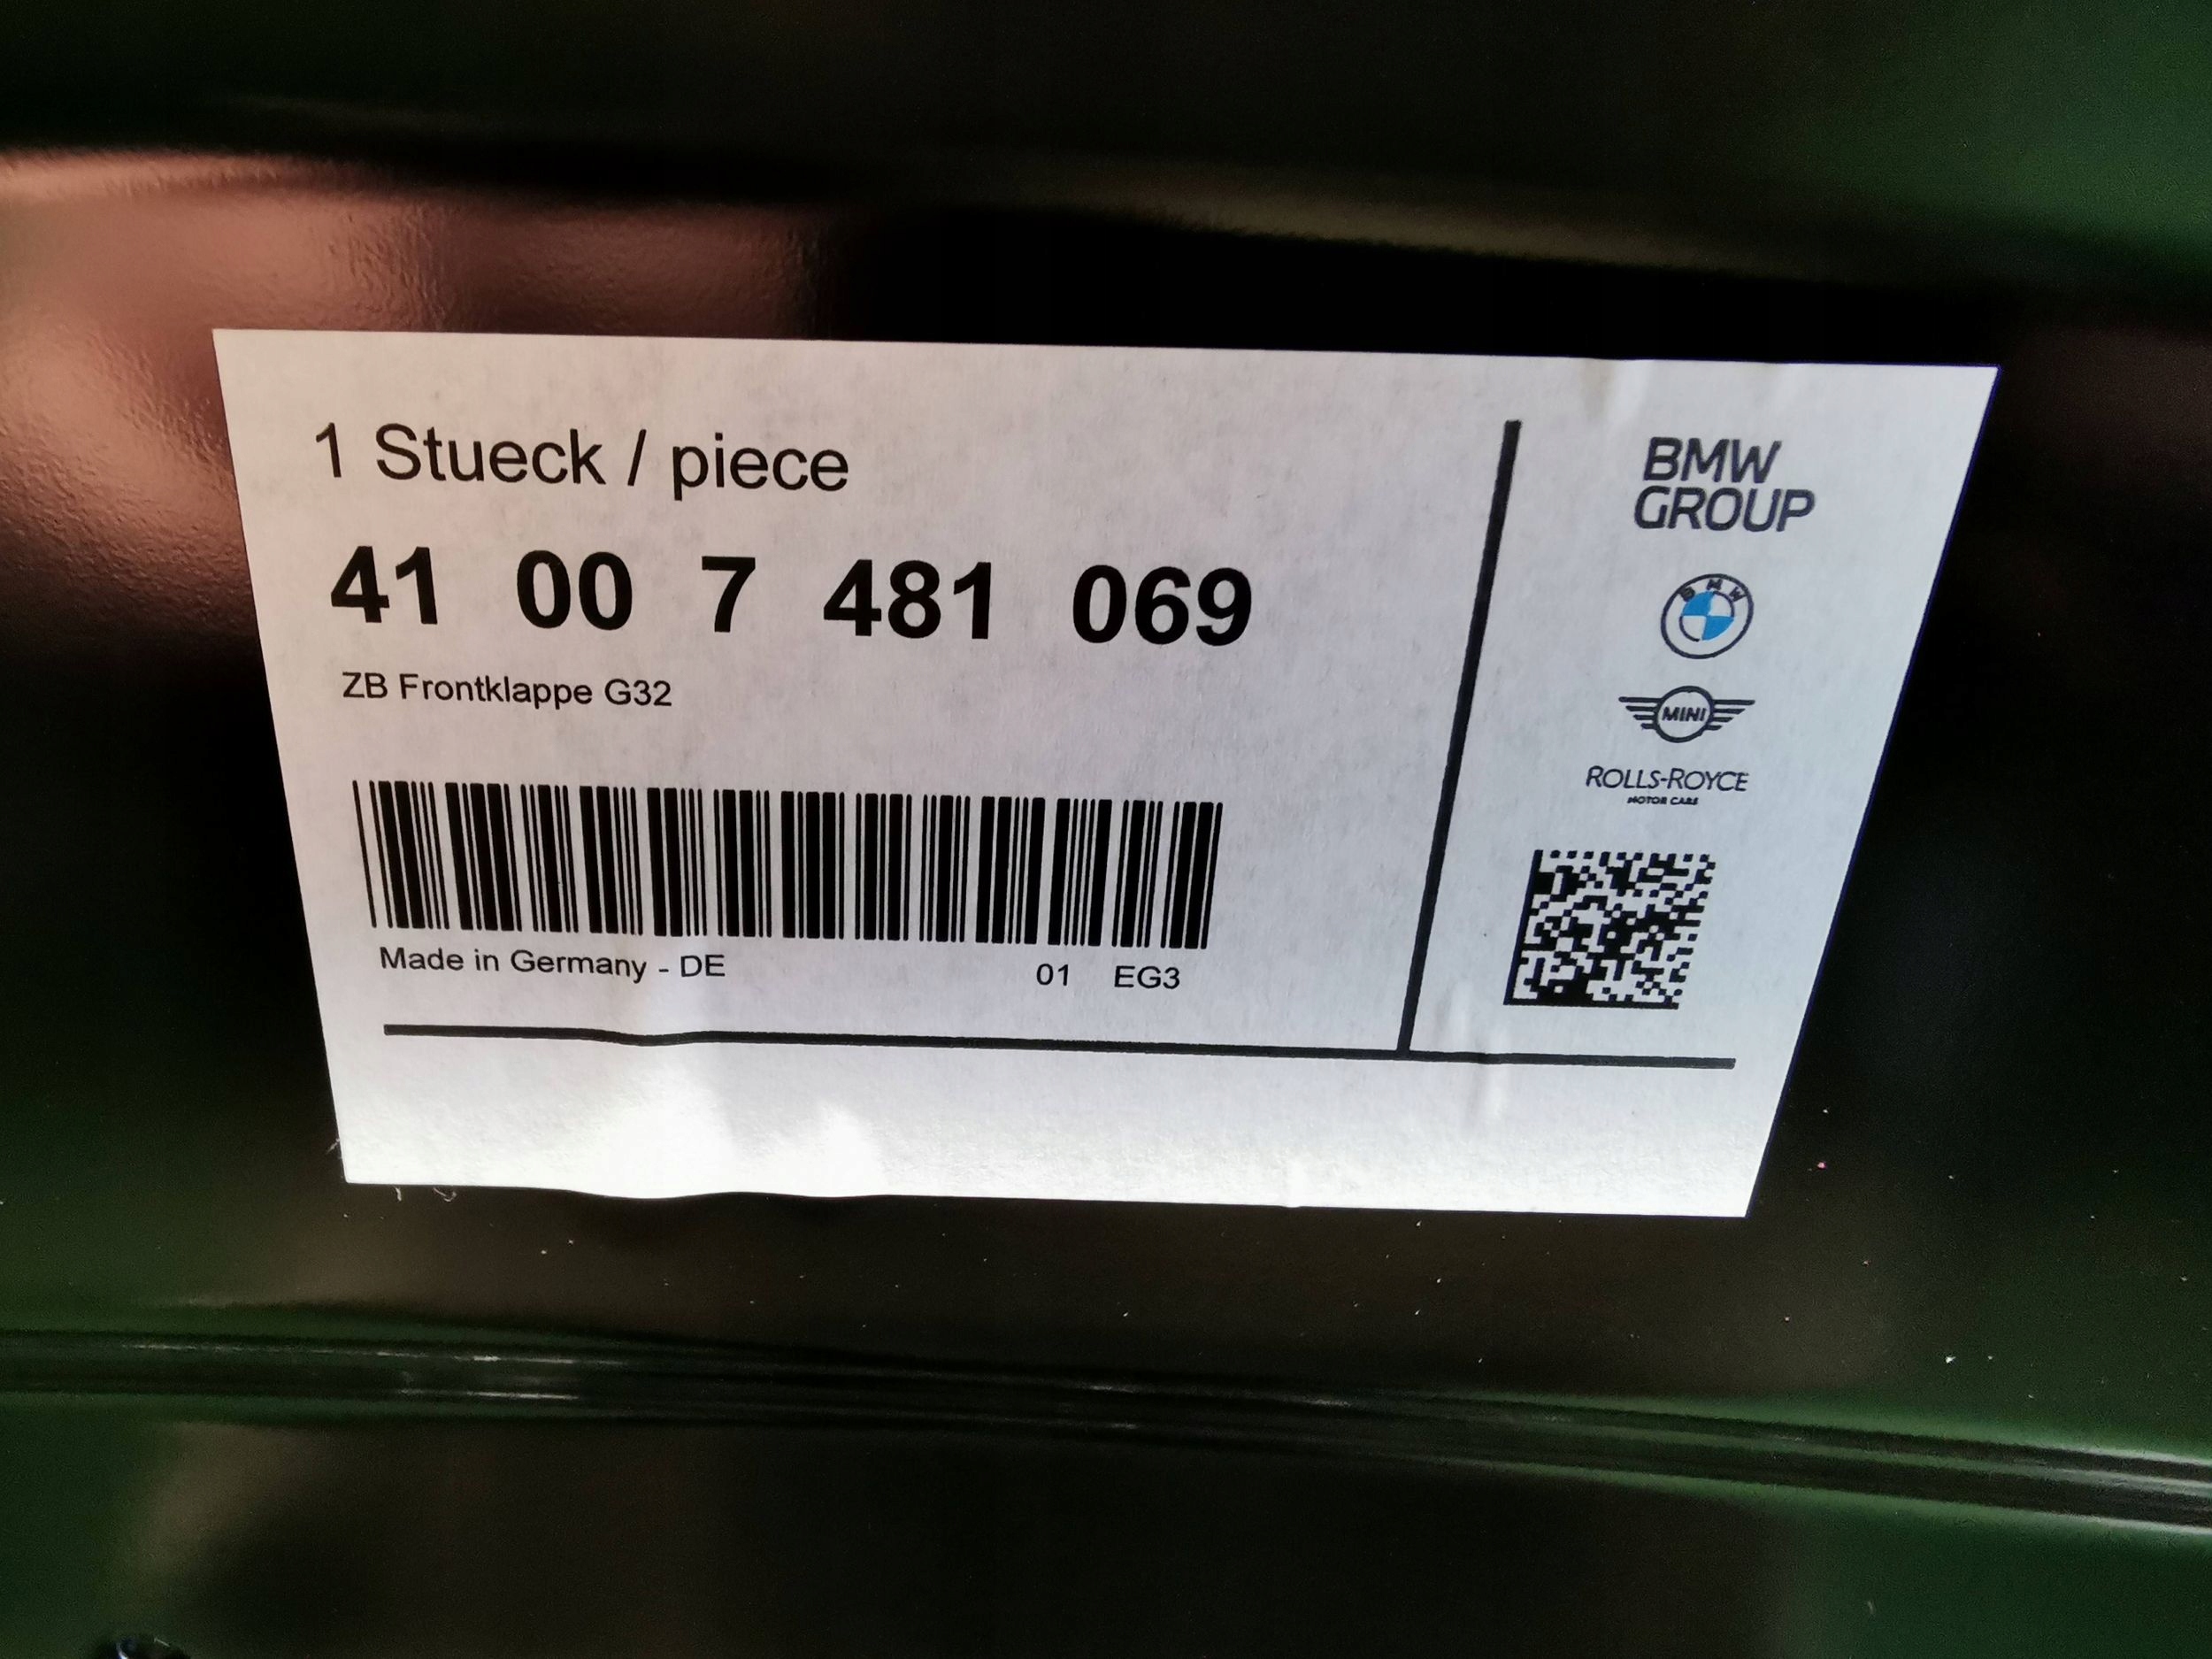 1 Stueck / piece
41 00 7 481 069
ZB Frontklappe G32
Made in Germany - DE 01 EG3
BMW
GROUP
BMW
MINI
ROLLS-ROYCE
MOTOR CARS